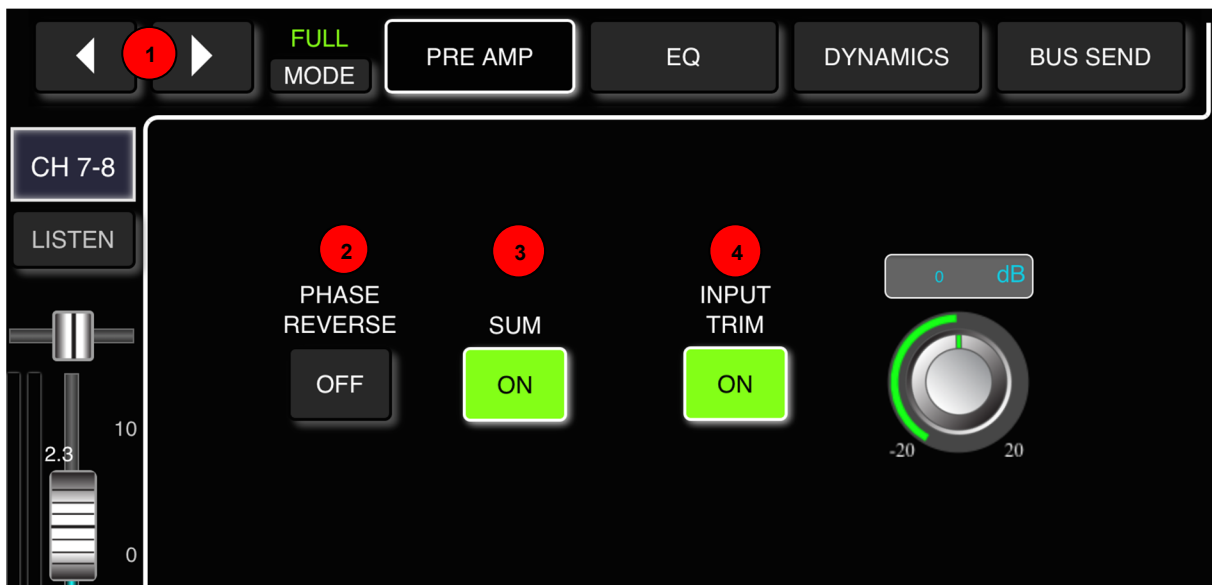 1
FULL
MODE
PRE AMP
EQ
DYNAMICS
BUS SEND
CH 7-8
LISTEN
2
PHASE
REVERSE
OFF
3
SUM
ON
4
INPUT
TRIM
ON
0 dB
-20 20
10
2.3
0